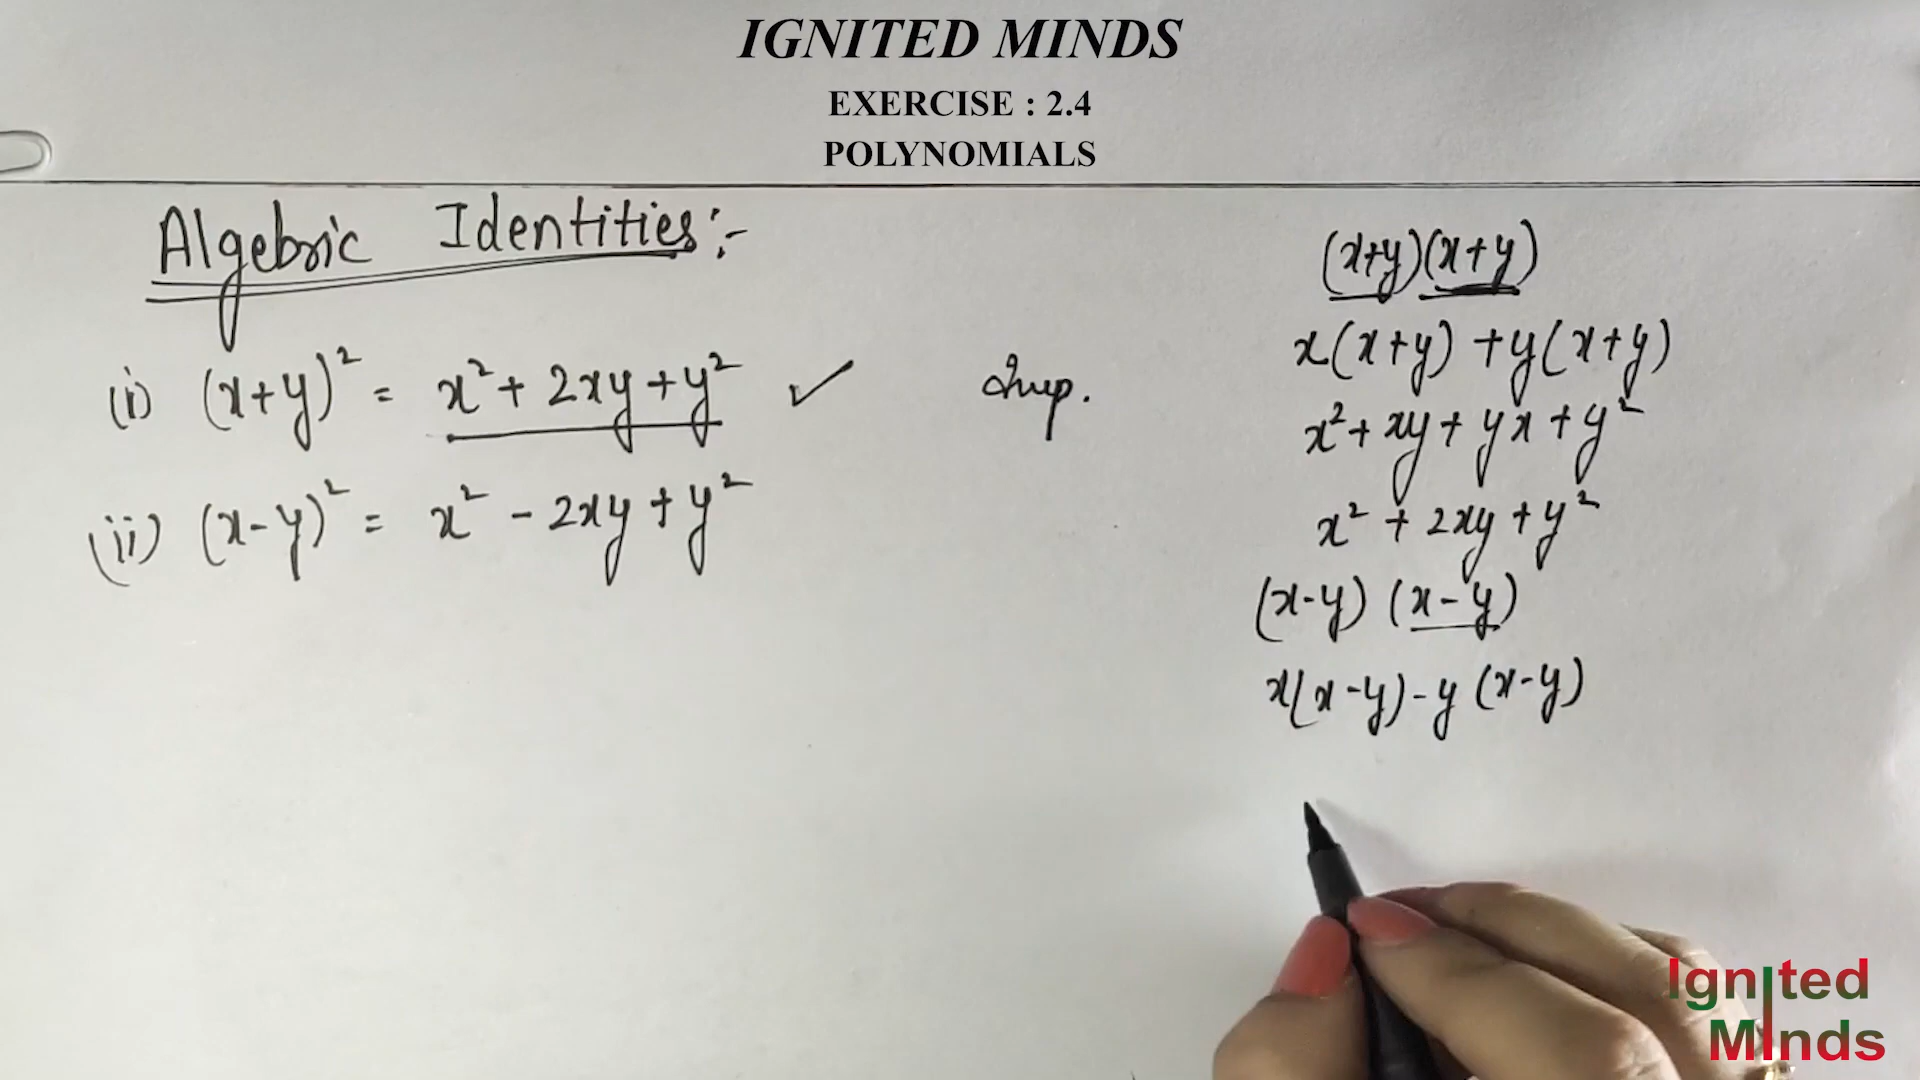 IGNITED MINDS
EXERCISE : 2.4
POLYNOMIALS
Algebric Identities :-
(i) (x+y)² = x² + 2xy + y² ✓ Imp.
(ii) (x-y)² = x² - 2xy + y²
(x+y)(x+y)
x(x+y) + y(x+y)
x² + xy + yx + y²
x² + 2xy + y²
(x-y) (x-y)
x(x-y) - y (x-y)
Ignited
Minds